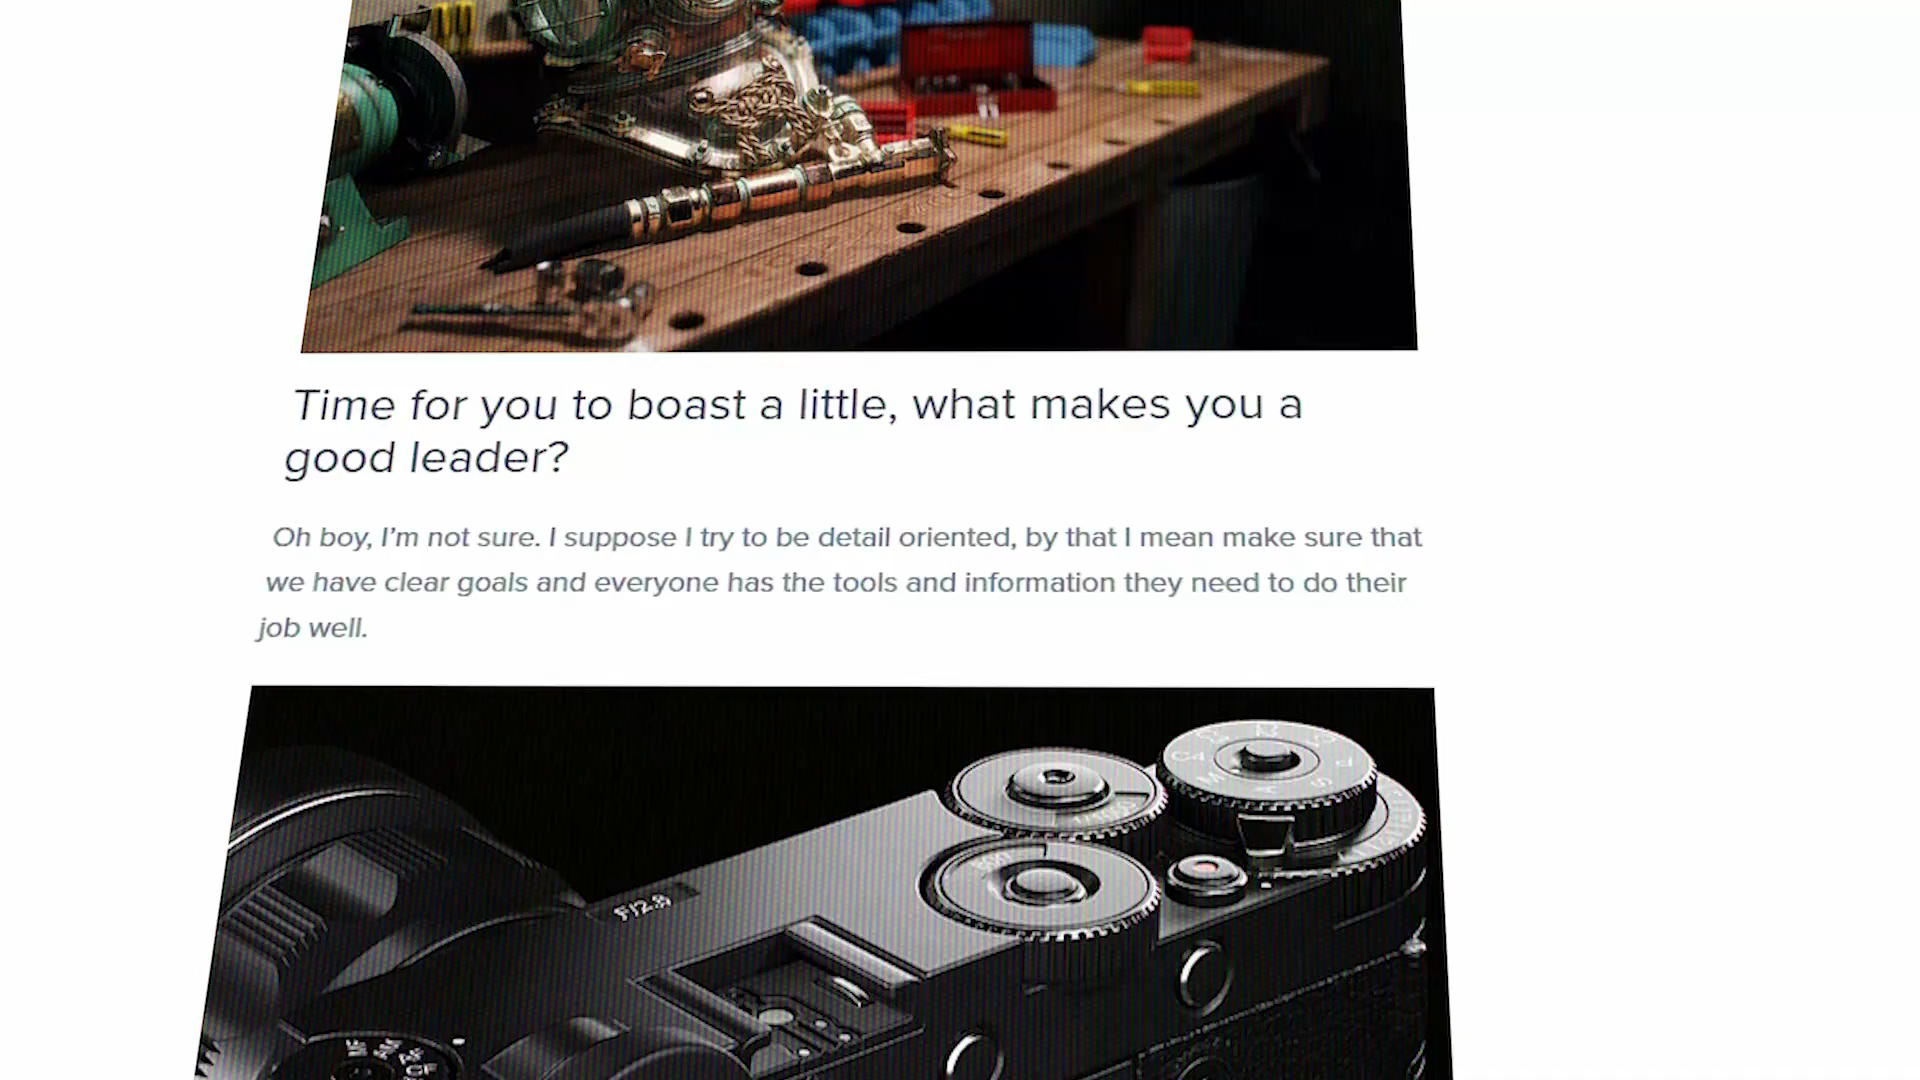 Time for you to boast a little, what makes you a
good leader?
Oh boy, I'm not sure. I suppose I try to be detail oriented, by that I mean make sure that
we have clear goals and everyone has the tools and information they need to do their
job well.
F/2.8